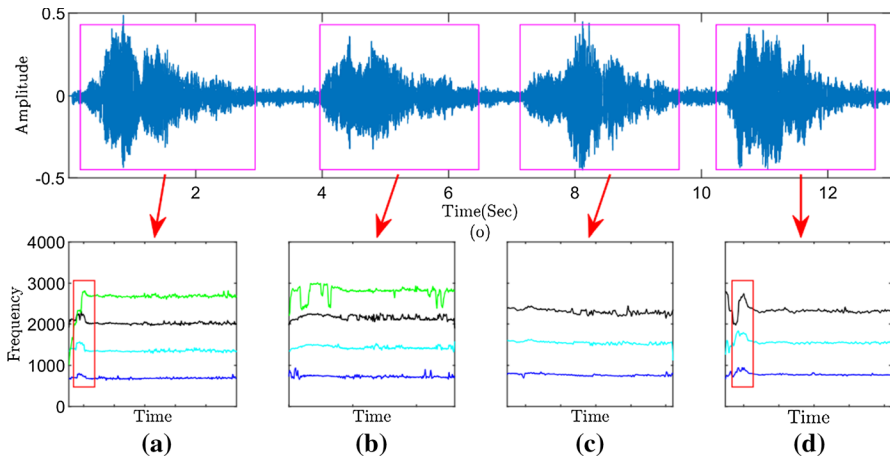 0.5
Amplitude
0
-0.5
2 4 6 8 10 12
Time(Sec)
(o)
Frequency
4000
3000
2000
1000
0
Time Time Time Time
(a) (b) (c) (d)